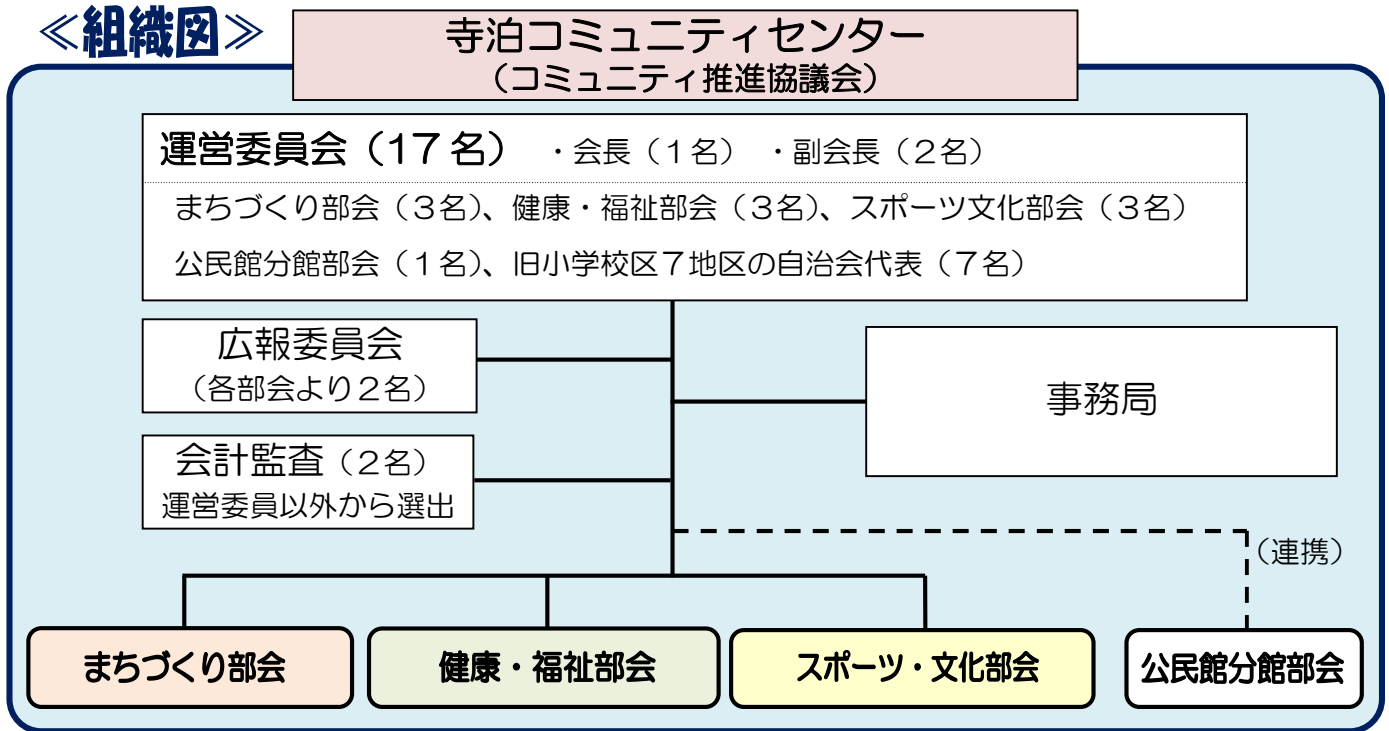 ≪組織図≫
寺泊コミュニティセンター
（コミュニティ推進協議会）
運営委員会（17名） ・会長（１名） ・副会長（２名）
まちづくり部会（３名）、健康・福祉部会（３名）、スポーツ文化部会（３名）
公民館分館部会（１名）、旧小学校区７地区の自治会代表（７名）
広報委員会
（各部会より２名）
事務局
会計監査（２名）
運営委員以外から選出
（連携）
まちづくり部会
健康・福祉部会
スポーツ・文化部会
公民館分館部会